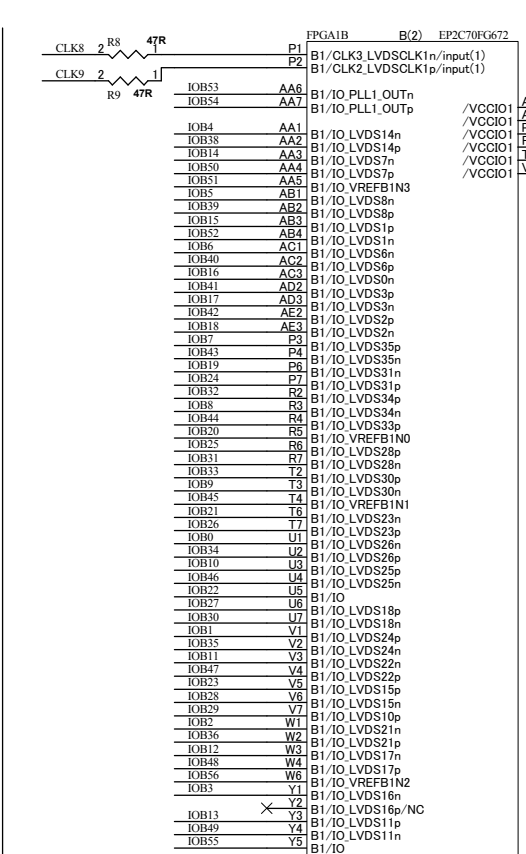 FPGA1B B(2) EP2C70FG672
CLK8 2 R8 47R 1 P1 B1/CLK3_LVDSCLK1n/input(1)
CLK9 2 R9 47R 1 P2 B1/CLK2_LVDSCLK1p/input(1)
IOB53 AA6 B1/IO_PLL1_OUTn
IOB54 AA7 B1/IO_PLL1_OUTp /VCCIO1
/VCCIO1
IOB4 AA1 B1/IO_LVDS14n /VCCIO1
IOB38 AA2 B1/IO_LVDS14p /VCCIO1
IOB14 AA3 B1/IO_LVDS7n /VCCIO1
IOB50 AA4 B1/IO_LVDS7p /VCCIO1
IOB51 AA5 B1/IO_VREFB1N3
IOB5 AB1 B1/IO_LVDS8n
IOB39 AB2 B1/IO_LVDS8p
IOB15 AB3 B1/IO_LVDS1p
IOB52 AB4 B1/IO_LVDS1n
IOB6 AC1 B1/IO_LVDS6n
IOB40 AC2 B1/IO_LVDS6p
IOB16 AC3 B1/IO_LVDS0n
IOB41 AD2 B1/IO_LVDS3p
IOB17 AD3 B1/IO_LVDS3n
IOB42 AE2 B1/IO_LVDS2p
IOB18 AE3 B1/IO_LVDS2n
IOB7 P3 B1/IO_LVDS35p
IOB43 P4 B1/IO_LVDS35n
IOB19 P6 B1/IO_LVDS31n
IOB24 P7 B1/IO_LVDS31p
IOB32 R2 B1/IO_LVDS34p
IOB8 R3 B1/IO_LVDS34n
IOB44 R4 B1/IO_LVDS33p
IOB20 R5 B1/IO_VREFB1N0
IOB25 R6 B1/IO_LVDS28p
IOB31 R7 B1/IO_LVDS28n
IOB33 T2 B1/IO_LVDS30p
IOB9 T3 B1/IO_LVDS30n
IOB45 T4 B1/IO_VREFB1N1
IOB21 T6 B1/IO_LVDS23n
IOB26 T7 B1/IO_LVDS23p
IOB0 U1 B1/IO_LVDS26n
IOB34 U2 B1/IO_LVDS26p
IOB10 U3 B1/IO_LVDS25p
IOB46 U4 B1/IO_LVDS25n
IOB22 U5 B1/IO
IOB27 U6 B1/IO_LVDS18p
IOB30 U7 B1/IO_LVDS18n
IOB1 V1 B1/IO_LVDS24p
IOB35 V2 B1/IO_LVDS24n
IOB11 V3 B1/IO_LVDS22n
IOB47 V4 B1/IO_LVDS22p
IOB23 V5 B1/IO_LVDS15p
IOB28 V6 B1/IO_LVDS15n
IOB29 V7 B1/IO_LVDS10p
IOB2 W1 B1/IO_LVDS21n
IOB36 W2 B1/IO_LVDS21p
IOB12 W3 B1/IO_LVDS17n
IOB48 W4 B1/IO_LVDS17p
IOB56 W6 B1/IO_VREFB1N2
IOB3 Y1 B1/IO_LVDS16n
Y2 B1/IO_LVDS16p/NC
IOB13 Y3 B1/IO_LVDS11p
IOB49 Y4 B1/IO_LVDS11n
IOB55 Y5 B1/IO